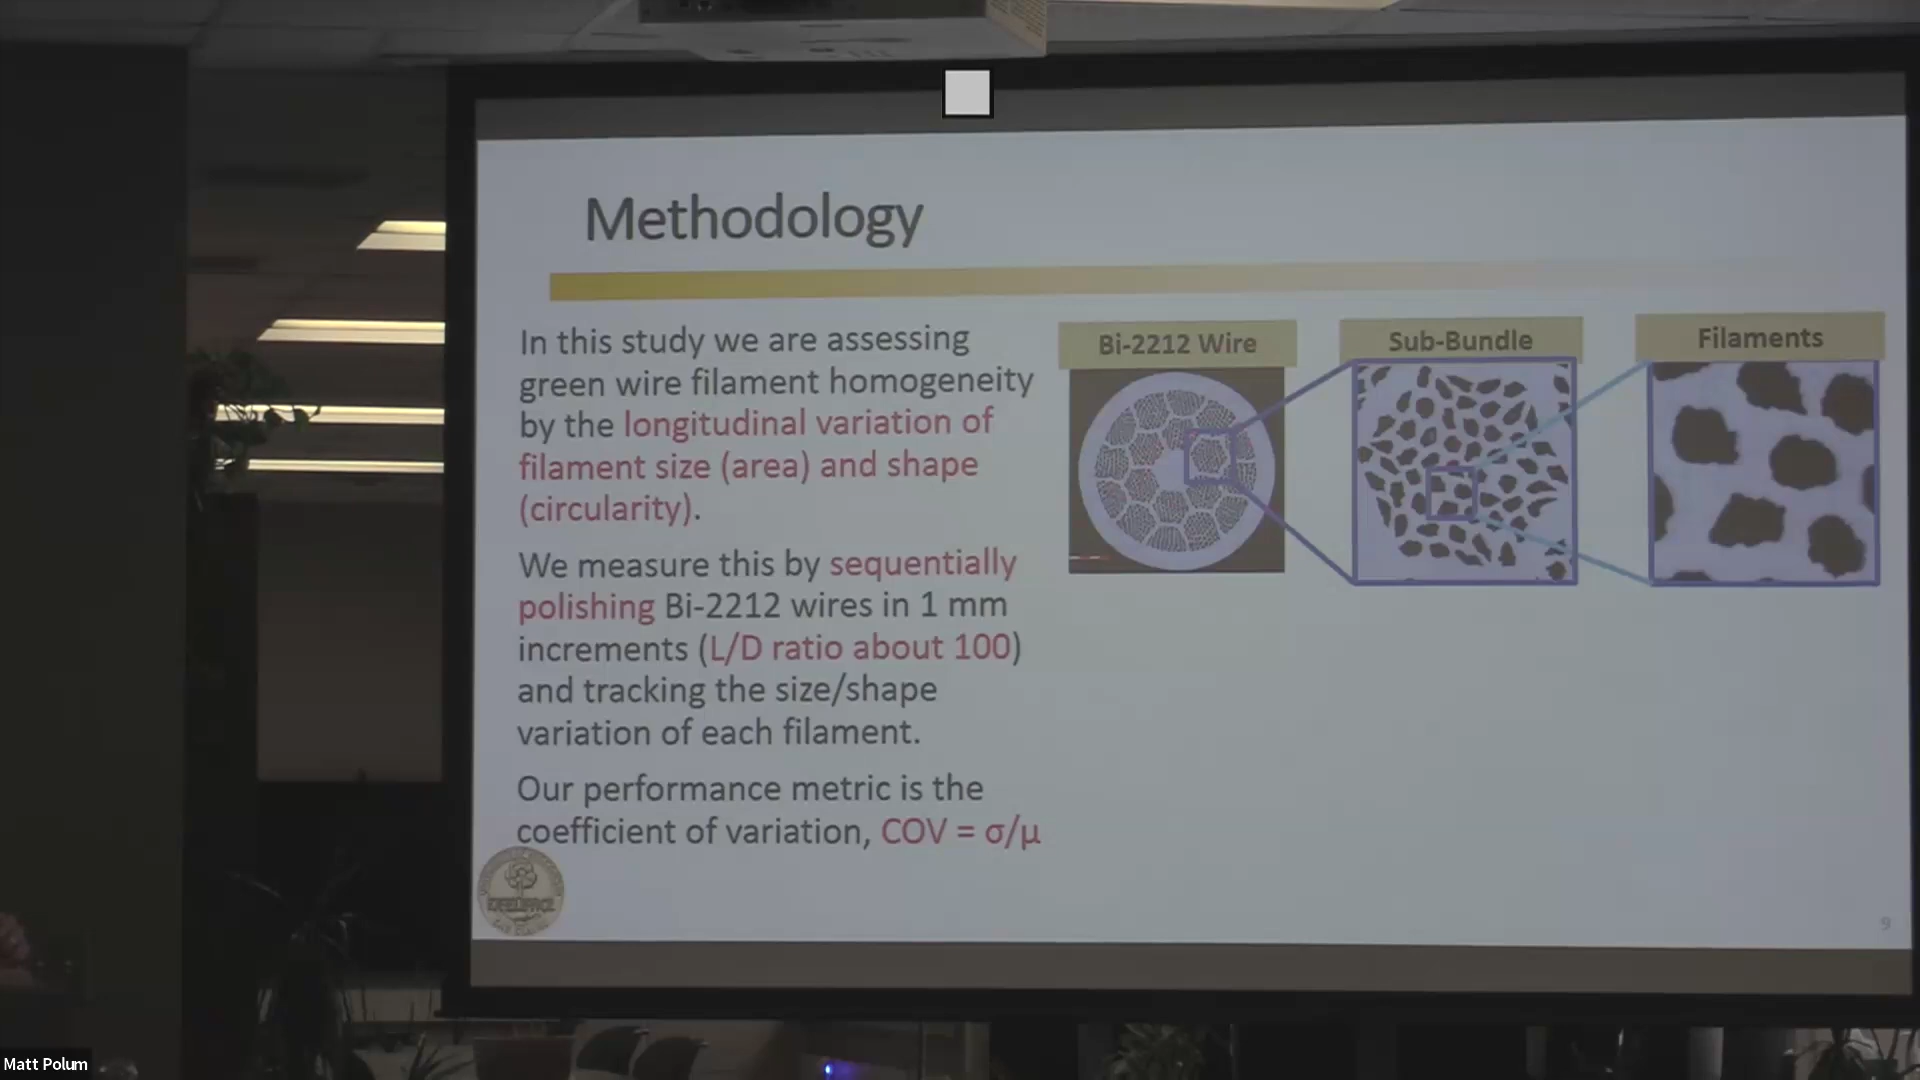 Methodology
In this study we are assessing
green wire filament homogeneity
by the longitudinal variation of
filament size (area) and shape
(circularity).
We measure this by sequentially
polishing Bi-2212 wires in 1 mm
increments (L/D ratio about 100)
and tracking the size/shape
variation of each filament.
Our performance metric is the
coefficient of variation, COV = σ/μ
Bi-2212 Wire
Sub-Bundle
Filaments
9
Matt Polum